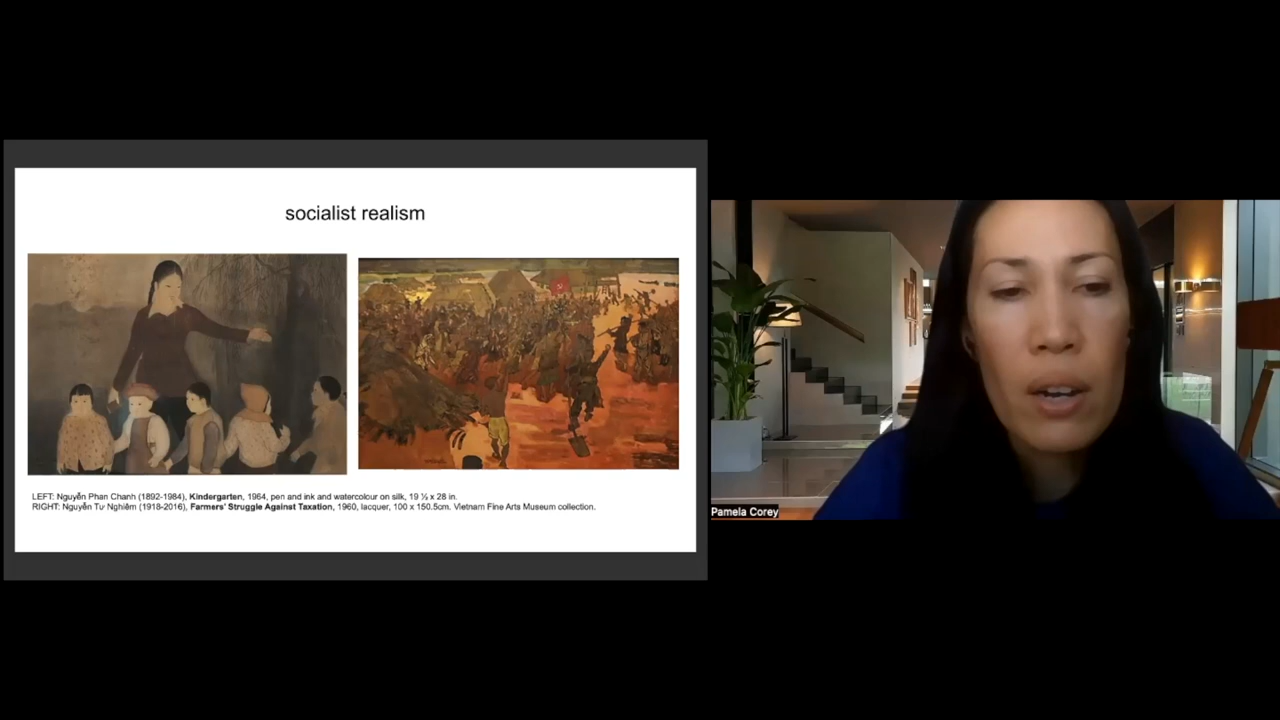 socialist realism
LEFT: Nguyễn Phan Chanh (1892-1984), Kindergarten, 1964, pen and ink and watercolour on silk, 19 ½ x 28 in.
RIGHT: Nguyễn Tư Nghiêm (1918-2016), Farmers' Struggle Against Taxation, 1960, lacquer, 100 x 150.5cm. Vietnam Fine Arts Museum collection.
Pamela Corey